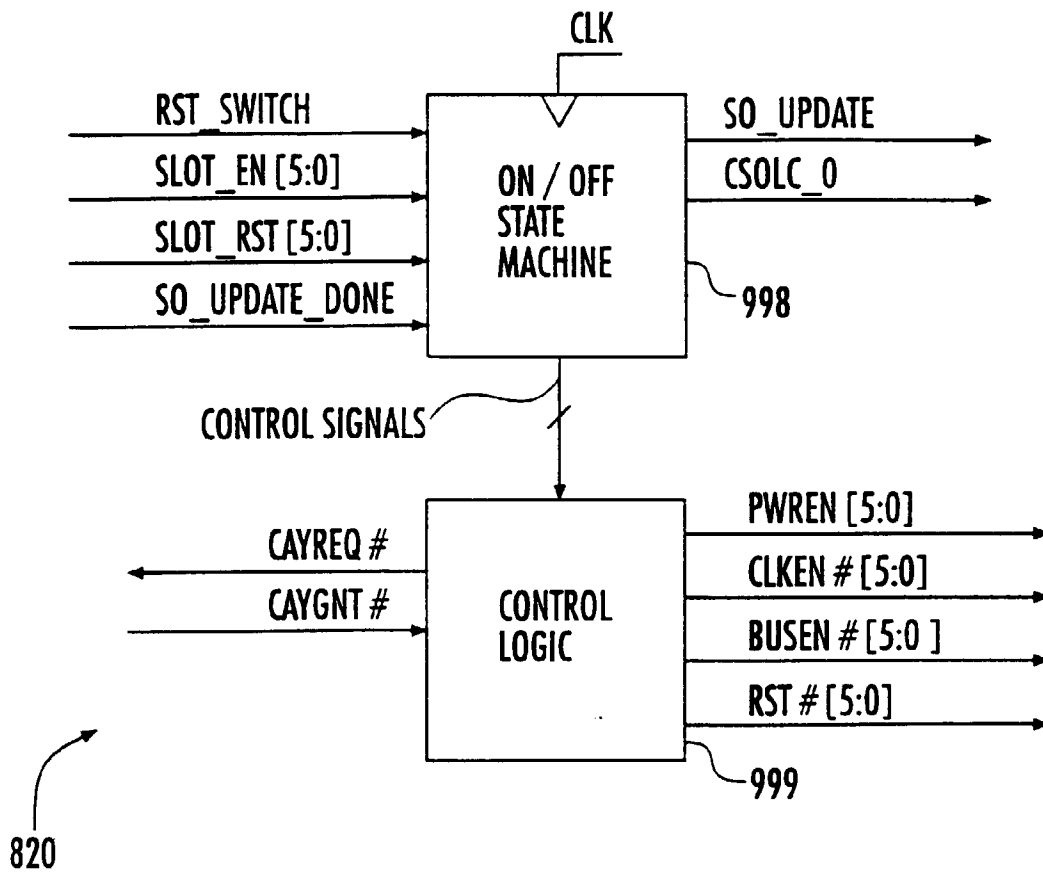 CLK
RST_SWITCH
SLOT_EN [5:0]
SLOT_RST [5:0]
SO_UPDATE_DONE
ON / OFF
STATE
MACHINE
SO_UPDATE
CSOLC_O
998
CONTROL SIGNALS
CAYREQ #
CAYGNT #
CONTROL
LOGIC
PWREN [5:0]
CLKEN # [5:0]
BUSEN # [5:0 ]
RST # [5:0]
999
820